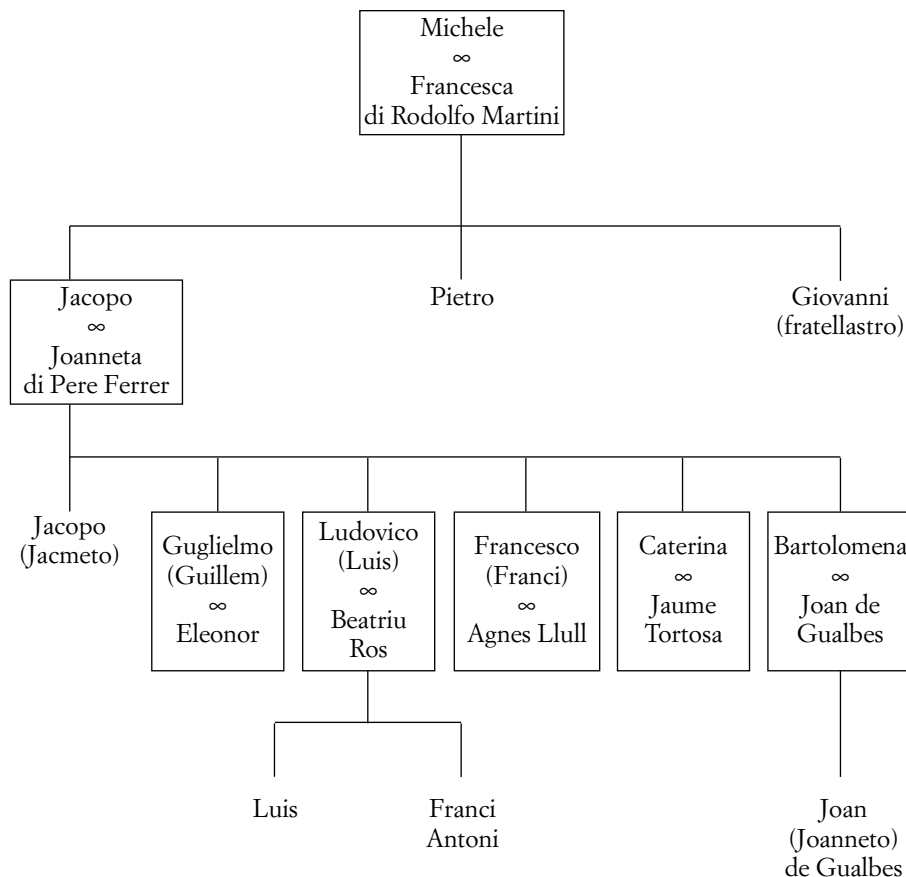 Michele
∞
Francesca
di Rodolfo Martini
Jacopo
∞
Joanneta
di Pere Ferrer
Pietro
Giovanni
(fratellastro)
Jacopo
(Jacmeto)
Guglielmo
(Guillem)
∞
Eleonor
Ludovico
(Luis)
∞
Beatriu
Ros
Francesco
(Franci)
∞
Agnes Llull
Caterina
∞
Jaume
Tortosa
Bartolomena
∞
Joan de
Gualbes
Luis
Franci
Antoni
Joan
(Joanneto)
de Gualbes